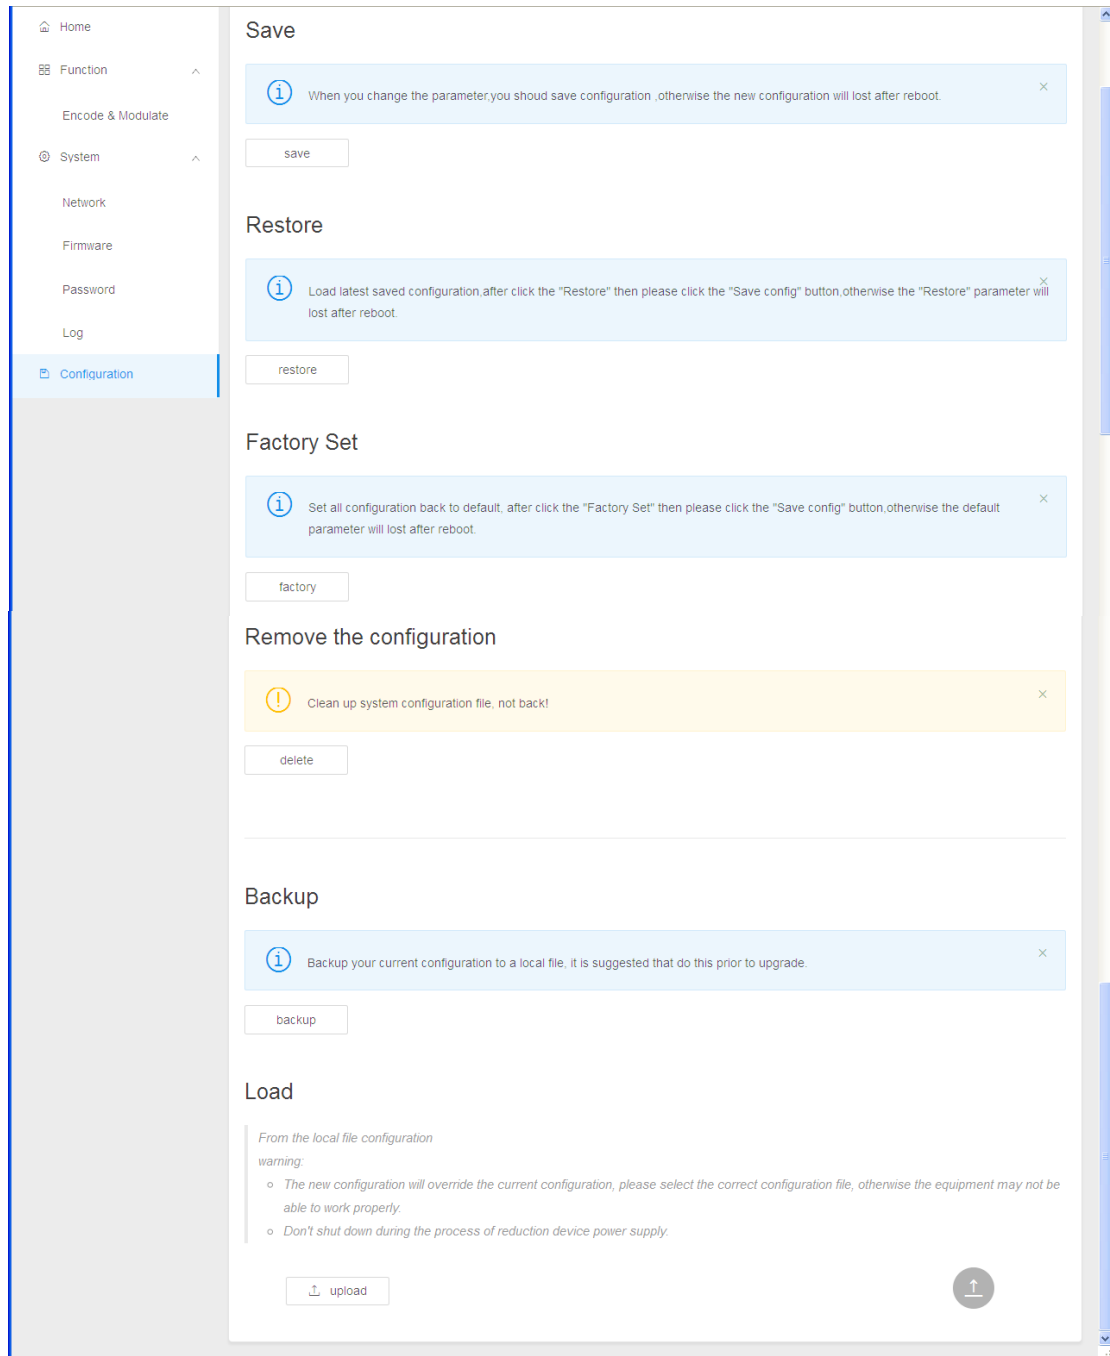 Home
Function
Encode & Modulate
System
Network
Firmware
Password
Log
Configuration
Save
When you change the parameter,you shoud save configuration ,otherwise the new configuration will lost after reboot.
save
Restore
Load latest saved configuration,after click the "Restore" then please click the "Save config" button,otherwise the "Restore" parameter will
lost after reboot.
restore
Factory Set
Set all configuration back to default, after click the "Factory Set" then please click the "Save config" button,otherwise the default
parameter will lost after reboot.
factory
Remove the configuration
Clean up system configuration file, not back!
delete
Backup
Backup your current configuration to a local file, it is suggested that do this prior to upgrade.
backup
Load
From the local file configuration
warning:
The new configuration will override the current configuration, please select the correct configuration file, otherwise the equipment may not be
able to work properly.
Don't shut down during the process of reduction device power supply.
upload